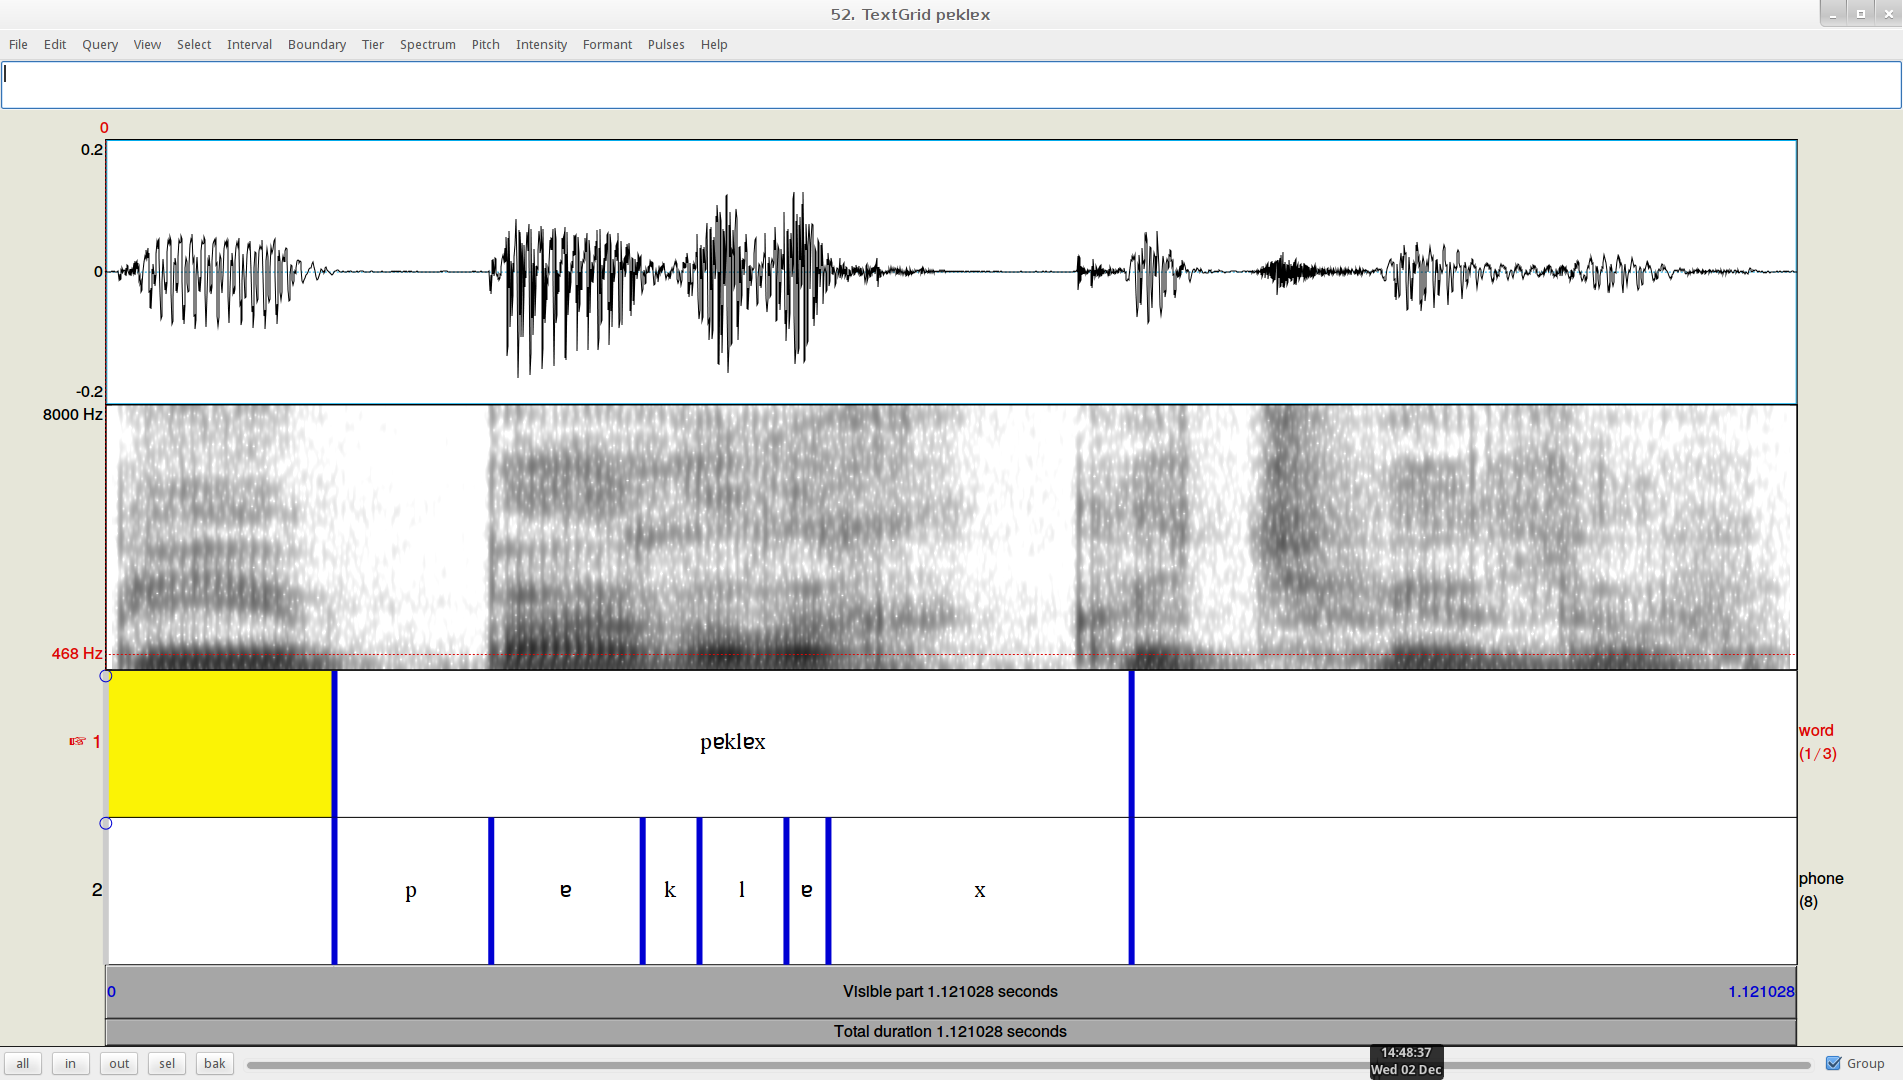 52. TextGrid pɐklɐx
File Edit Query View Select Interval Boundary Tier Spectrum Pitch Intensity Formant Pulses Help
0
0.2
0
-0.2
8000 Hz
468 Hz
☞ 1
pɐklɐx
word
(1/3)
2
p ɐ k l ɐ x
phone
(8)
0 Visible part 1.121028 seconds 1.121028
Total duration 1.121028 seconds
all in out sel bak
14:48:37
Wed 02 Dec
Group